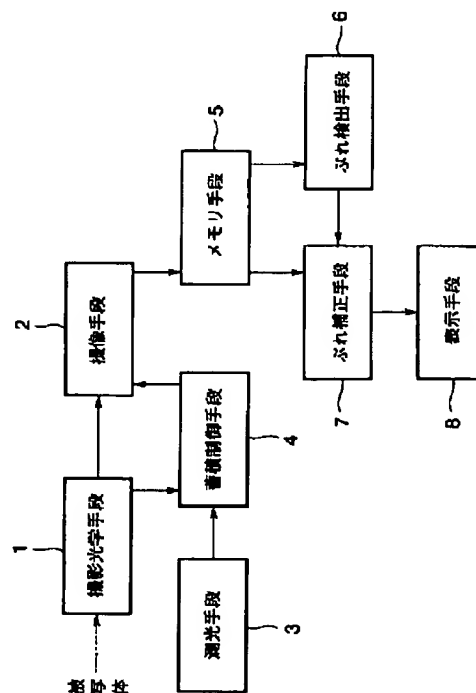 被写体
1
撮影光学手段
2
撮像手段
3
測光手段
4
蓄積制御手段
5
メモリ手段
6
ぶれ検出手段
7
ぶれ補正手段
8
表示手段